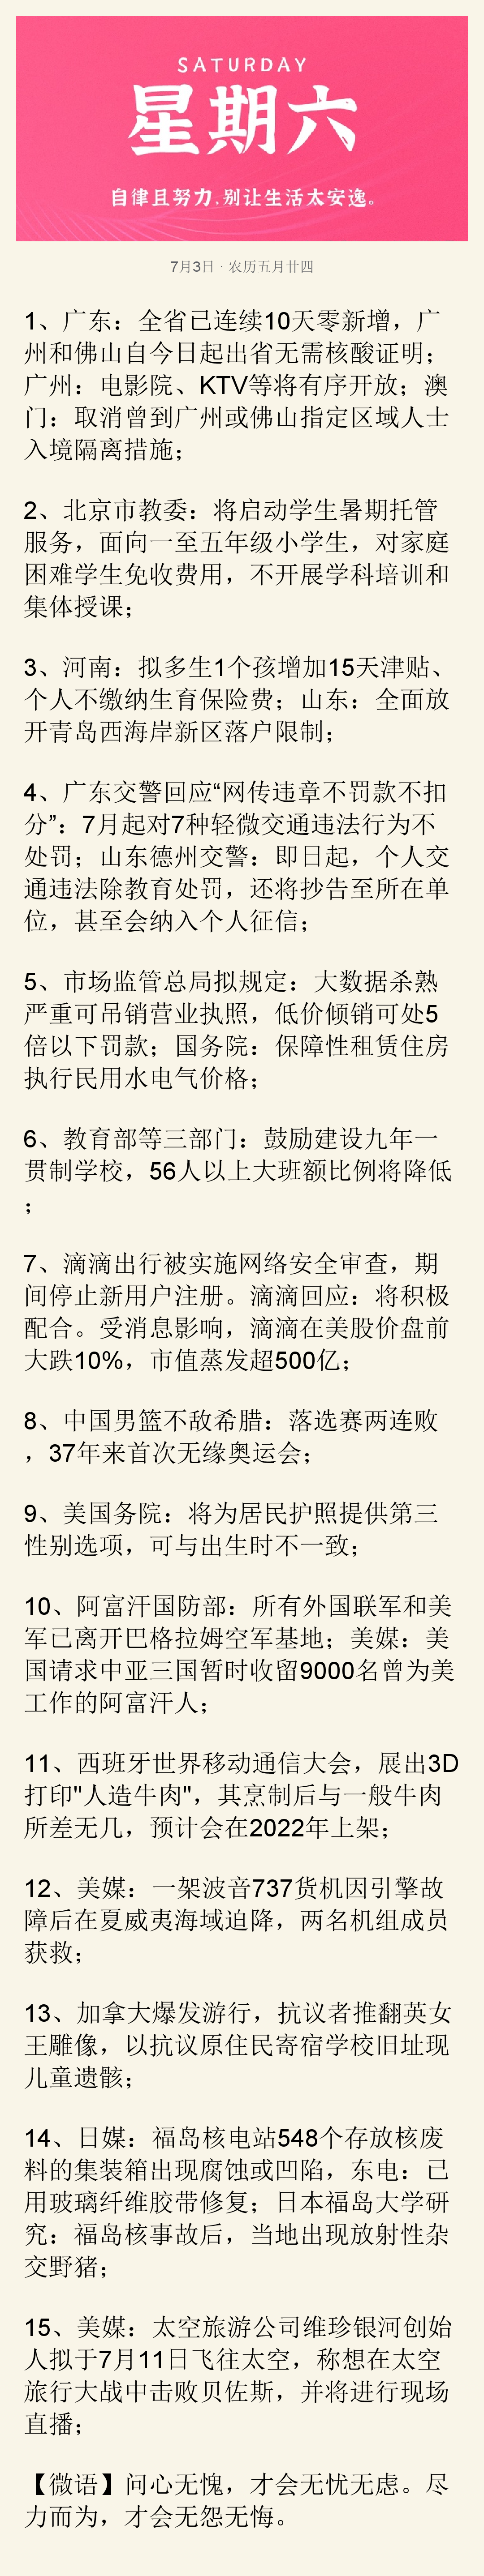 SATURDAY
星期六
自律且努力,别让生活太安逸。
7月3日 · 农历五月廿四
1、广东：全省已连续10天零新增，广
州和佛山自今日起出省无需核酸证明；
广州：电影院、KTV等将有序开放；澳
门：取消曾到广州或佛山指定区域人士
入境隔离措施；
2、北京市教委：将启动学生暑期托管
服务，面向一至五年级小学生，对家庭
困难学生免收费用，不开展学科培训和
集体授课；
3、河南：拟多生1个孩增加15天津贴、
个人不缴纳生育保险费；山东：全面放
开青岛西海岸新区落户限制；
4、广东交警回应“网传违章不罚款不扣
分”：7月起对7种轻微交通违法行为不
处罚；山东德州交警：即日起，个人交
通违法除教育处罚，还将抄告至所在单
位，甚至会纳入个人征信；
5、市场监管总局拟规定：大数据杀熟
严重可吊销营业执照，低价倾销可处5
倍以下罚款；国务院：保障性租赁住房
执行民用水电气价格；
6、教育部等三部门：鼓励建设九年一
贯制学校，56人以上大班额比例将降低
；
7、滴滴出行被实施网络安全审查，期
间停止新用户注册。滴滴回应：将积极
配合。受消息影响，滴滴在美股价盘前
大跌10%，市值蒸发超500亿；
8、中国男篮不敌希腊：落选赛两连败
，37年来首次无缘奥运会；
9、美国务院：将为居民护照提供第三
性别选项，可与出生时不一致；
10、阿富汗国防部：所有外国联军和美
军已离开巴格拉姆空军基地；美媒：美
国请求中亚三国暂时收留9000名曾为美
工作的阿富汗人；
11、西班牙世界移动通信大会，展出3D
打印"人造牛肉"，其烹制后与一般牛肉
所差无几，预计会在2022年上架；
12、美媒：一架波音737货机因引擎故
障后在夏威夷海域迫降，两名机组成员
获救；
13、加拿大爆发游行，抗议者推翻英女
王雕像，以抗议原住民寄宿学校旧址现
儿童遗骸；
14、日媒：福岛核电站548个存放核废
料的集装箱出现腐蚀或凹陷，东电：已
用玻璃纤维胶带修复；日本福岛大学研
究：福岛核事故后，当地出现放射性杂
交野猪；
15、美媒：太空旅游公司维珍银河创始
人拟于7月11日飞往太空，称想在太空
旅行大战中击败贝佐斯，并将进行现场
直播；
【微语】问心无愧，才会无忧无虑。尽
力而为，才会无怨无悔。